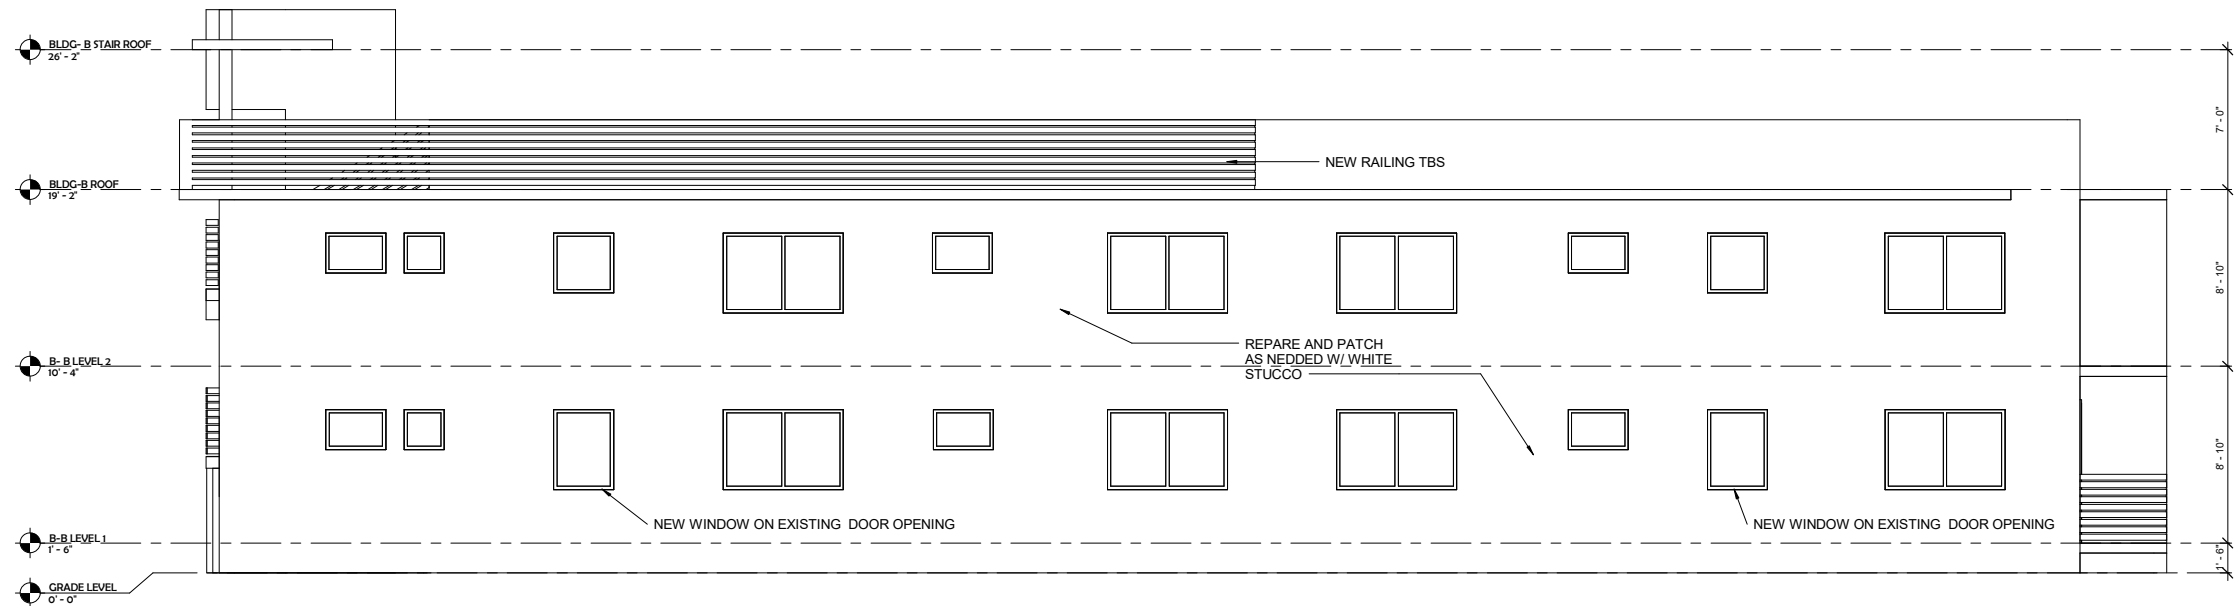 BLDG- B STAIR ROOF
26' - 2"
7' - 0"
NEW RAILING TBS
BLDG-B ROOF
19' - 2"
8' - 10"
REPARE AND PATCH
AS NEDDED W/ WHITE
STUCCO
B- B LEVEL 2
10' - 4"
8' - 10"
NEW WINDOW ON EXISTING DOOR OPENING
NEW WINDOW ON EXISTING DOOR OPENING
B-B LEVEL 1
1' - 6"
1' - 6"
GRADE LEVEL
0' - 0"